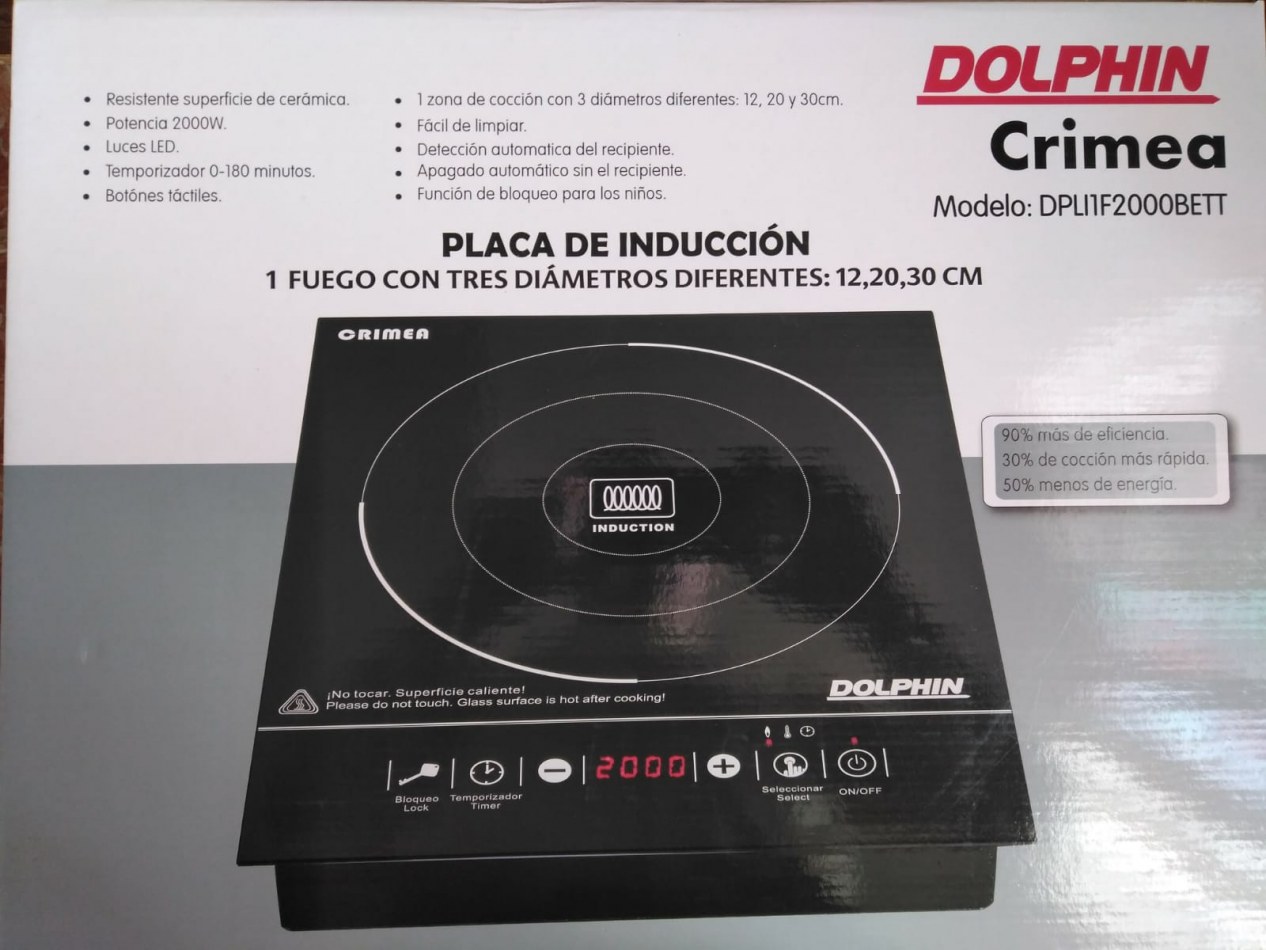 DOLPHIN
Crimea
Modelo: DPLI1F2000BETT
• Resistente superficie de cerámica.
• Potencia 2000W.
• Luces LED.
• Temporizador 0-180 minutos.
• Botónes táctiles.
• 1 zona de cocción con 3 diámetros diferentes: 12, 20 y 30cm.
• Fácil de limpiar.
• Detección automatica del recipiente.
• Apagado automático sin el recipiente.
• Función de bloqueo para los niños.
PLACA DE INDUCCIÓN
1 FUEGO CON TRES DIÁMETROS DIFERENTES: 12,20,30 CM
CRIMEA
90% más de eficiencia.
30% de cocción más rápida.
50% menos de energía.
INDUCTION
¡No tocar. Superficie caliente!
Please do not touch. Glass surface is hot after cooking!
DOLPHIN
2000
Bloqueo
Lock
Temporizador
Timer
Seleccionar
Select
ON/OFF